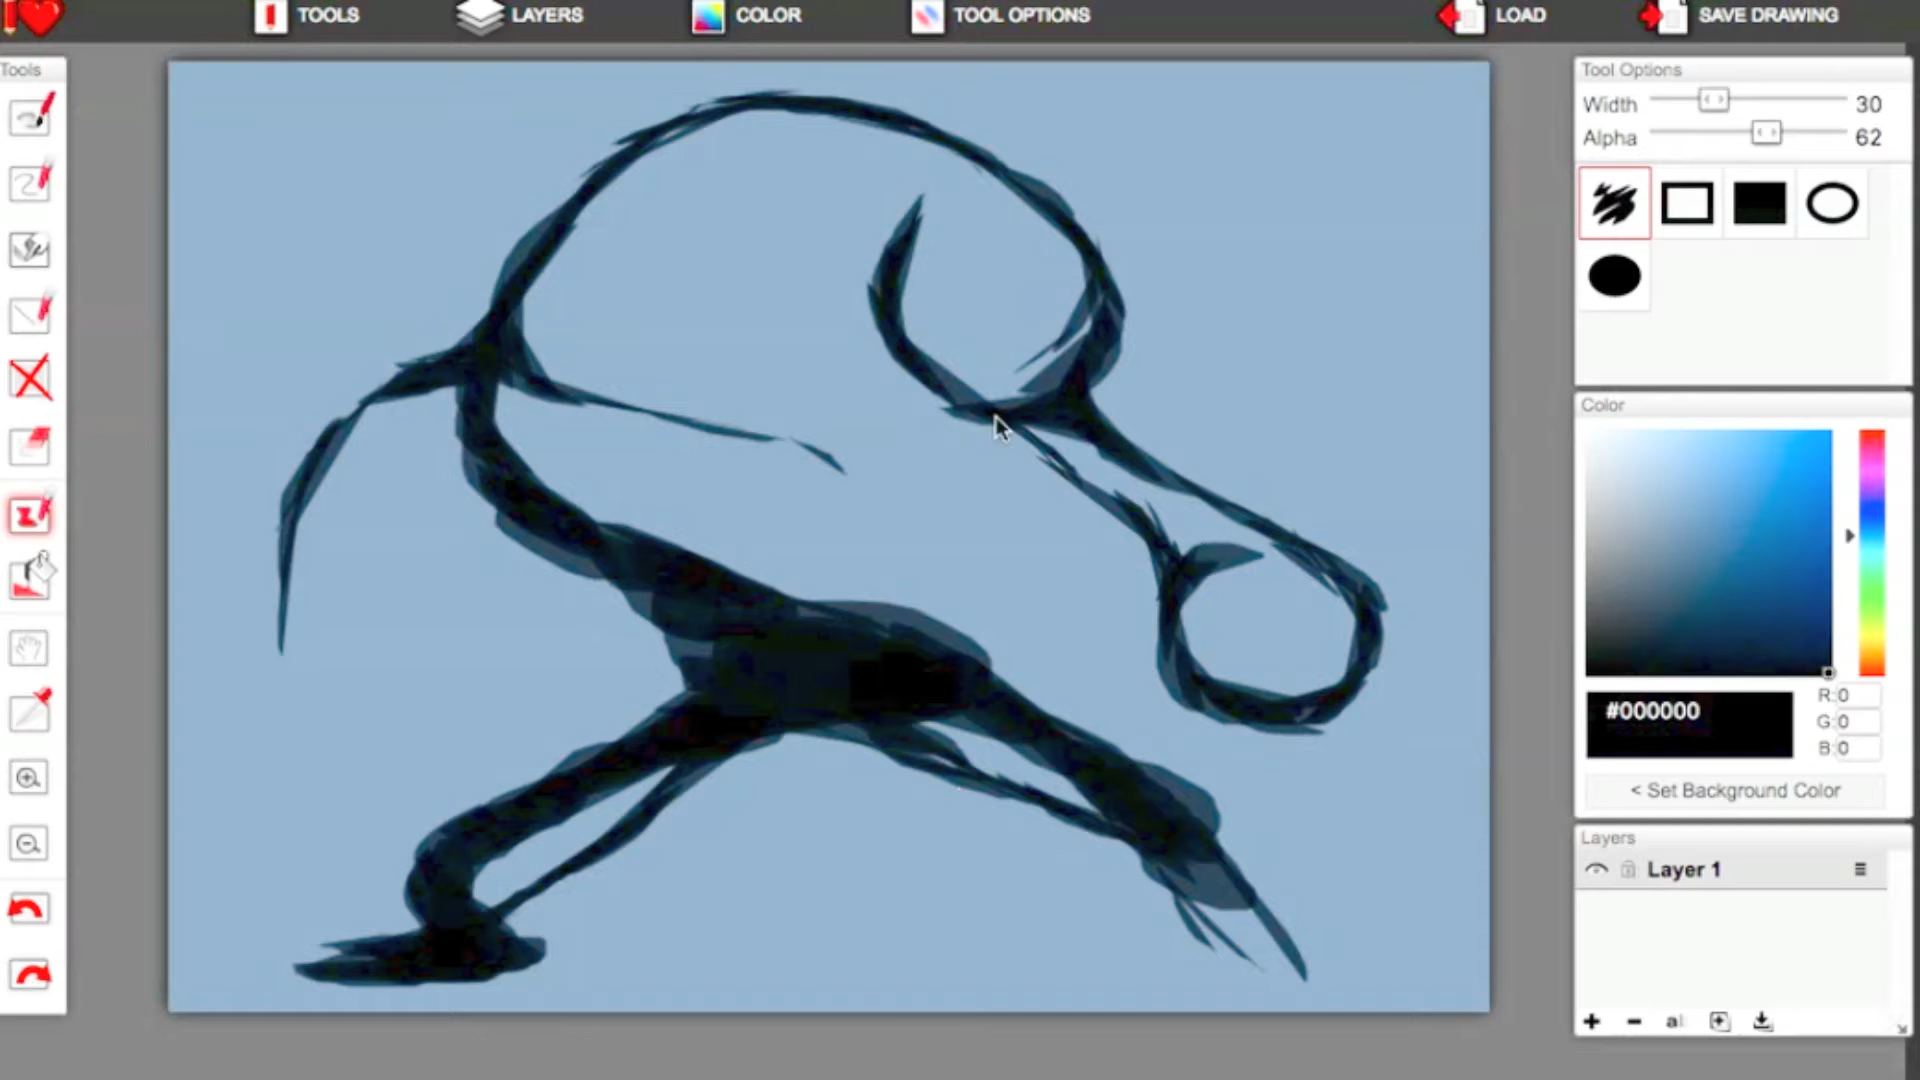 TOOLS
LAYERS
COLOR
TOOL OPTIONS
LOAD
SAVE DRAWING
Tools
Tool Options
Width 30
Alpha 62
Color
#000000
R:0
G:0
B:0
< Set Background Color
Layers
Layer 1